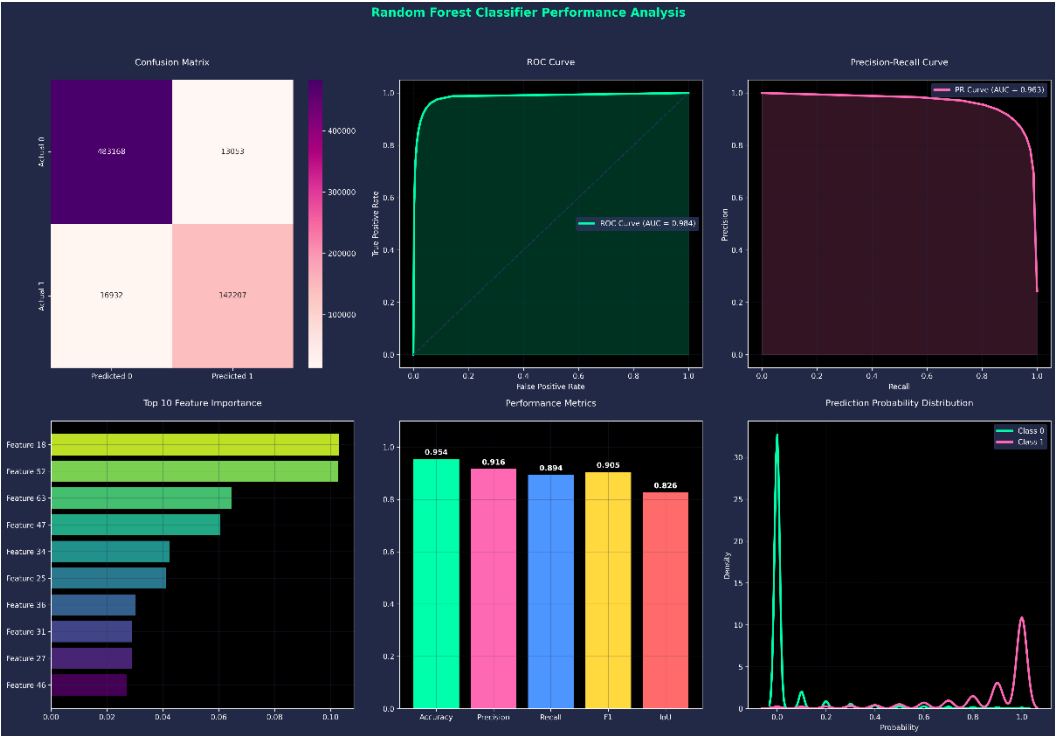 Random Forest Classifier Performance Analysis
Confusion Matrix
Actual 0
483168
13053
Actual 1
16932
142207
Predicted 0
Predicted 1
400000
300000
200000
100000
ROC Curve
True Positive Rate
1.0
0.8
0.6
0.4
0.2
0.0
ROC Curve (AUC = 0.984)
0.0 0.2 0.4 0.6 0.8 1.0
False Positive Rate
Precision-Recall Curve
Precision
1.0
0.8
0.6
0.4
0.2
0.0
PR Curve (AUC = 0.963)
0.0 0.2 0.4 0.6 0.8 1.0
Recall
Top 10 Feature Importance
Feature 18
Feature 52
Feature 63
Feature 47
Feature 34
Feature 25
Feature 36
Feature 31
Feature 27
Feature 46
0.00 0.02 0.04 0.06 0.08 0.10
Performance Metrics
1.0
0.8
0.6
0.4
0.2
0.0
0.954
0.916
0.894
0.905
0.826
Accuracy Precision Recall F1 IoU
Prediction Probability Distribution
Density
30
25
20
15
10
5
0
Class 0
Class 1
0.0 0.2 0.4 0.6 0.8 1.0
Probability